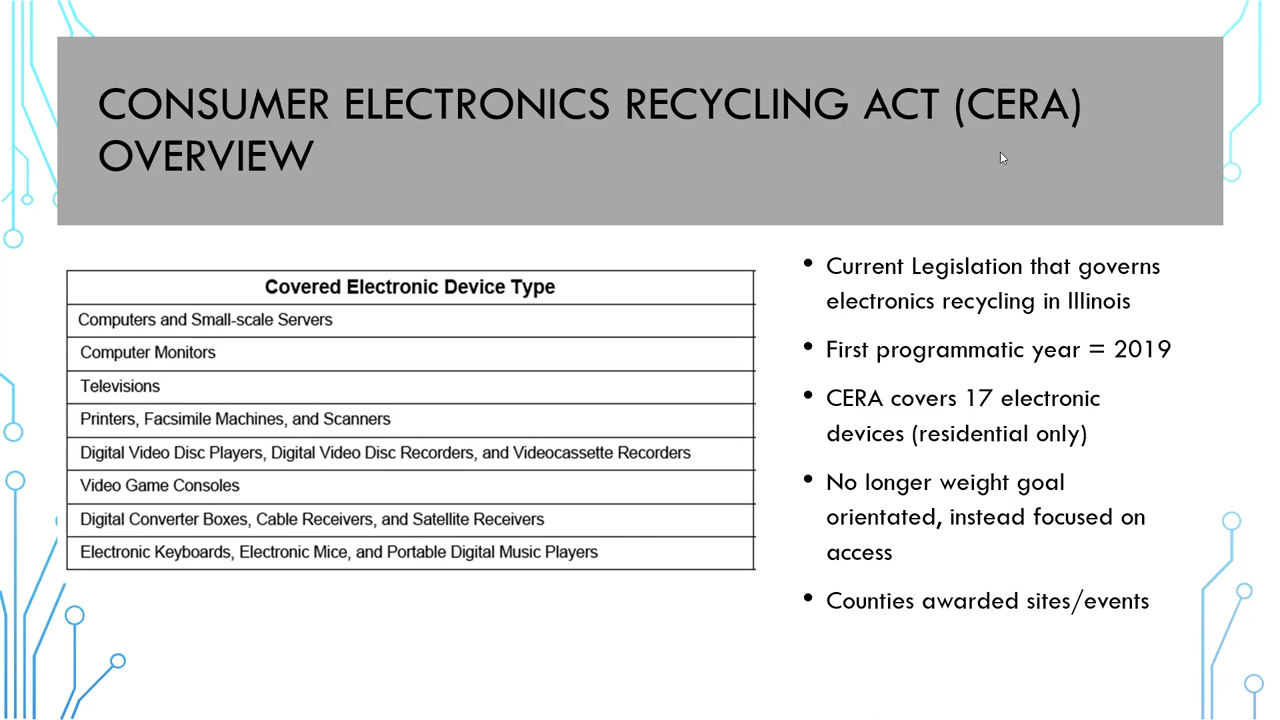 CONSUMER ELECTRONICS RECYCLING ACT (CERA)
OVERVIEW
Covered Electronic Device Type
Computers and Small-scale Servers
Computer Monitors
Televisions
Printers, Facsimile Machines, and Scanners
Digital Video Disc Players, Digital Video Disc Recorders, and Videocassette Recorders
Video Game Consoles
Digital Converter Boxes, Cable Receivers, and Satellite Receivers
Electronic Keyboards, Electronic Mice, and Portable Digital Music Players
• Current Legislation that governs
electronics recycling in Illinois
• First programmatic year = 2019
• CERA covers 17 electronic
devices (residential only)
• No longer weight goal
orientated, instead focused on
access
• Counties awarded sites/events